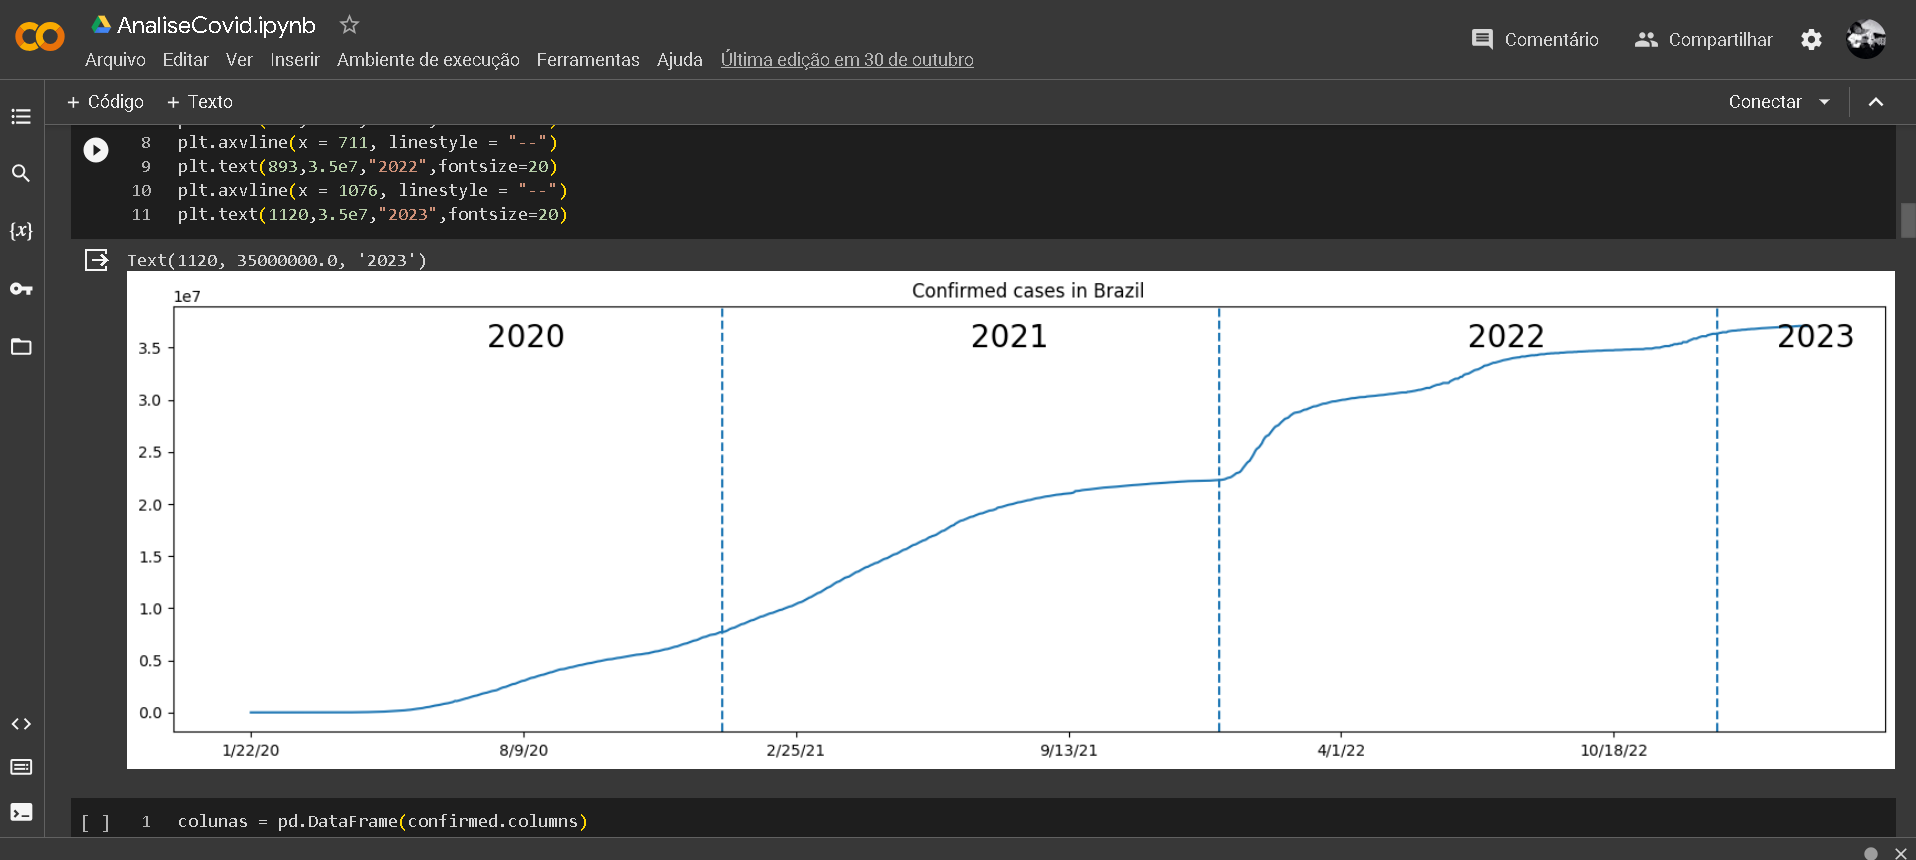 AnaliseCovid.ipynb
Arquivo Editar Ver Inserir Ambiente de execução Ferramentas Ajuda Última edição em 30 de outubro
Comentário Compartilhar
+ Código + Texto
Conectar
8 plt.axvline(x = 711, linestyle = "--")
9 plt.text(893,3.5e7,"2022",fontsize=20)
10 plt.axvline(x = 1076, linestyle = "--")
11 plt.text(1120,3.5e7,"2023",fontsize=20)
Text(1120, 35000000.0, '2023')
Confirmed cases in Brazil
1e7
2020 2021 2022 2023
3.5
3.0
2.5
2.0
1.5
1.0
0.5
0.0
1/22/20 8/9/20 2/25/21 9/13/21 4/1/22 10/18/22
[ ] 1 colunas = pd.DataFrame(confirmed.columns)